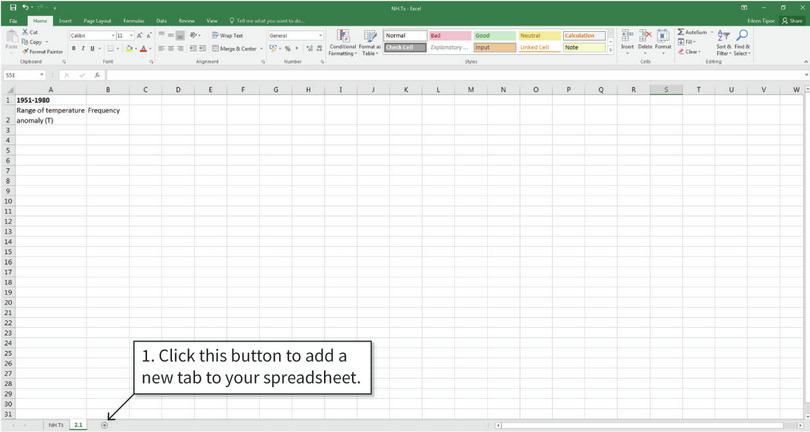 NH.Ts - Excel
Eileen Tipoe Share
File Home Insert Page Layout Formulas Data Review View Tell me what you want to do...
Cut
Copy
Format Painter
Paste
Clipboard
Calibri 11
B I U
Font
Wrap Text
Merge & Center
Alignment
General
Number
Conditional Formatting
Format as Table
Normal Bad Good Neutral Calculation
Check Cell Explanatory ... Input Linked Cell Note
Styles
Insert Delete Format
Cells
AutoSum
Fill
Clear
Sort & Filter
Find & Select
Editing
S51
fx
A B C D E F G H I J K L M N O P Q R S T U V W
1 1951-1980
Range of temperature Frequency
2 anomaly (T)
3
4
5
6
7
8
9
10
11
12
13
14
15
16
17
18
19
20
21
22
23
24
25
26
27
28
29
30
31
1. Click this button to add a
new tab to your spreadsheet.
NH.Ts 2.1